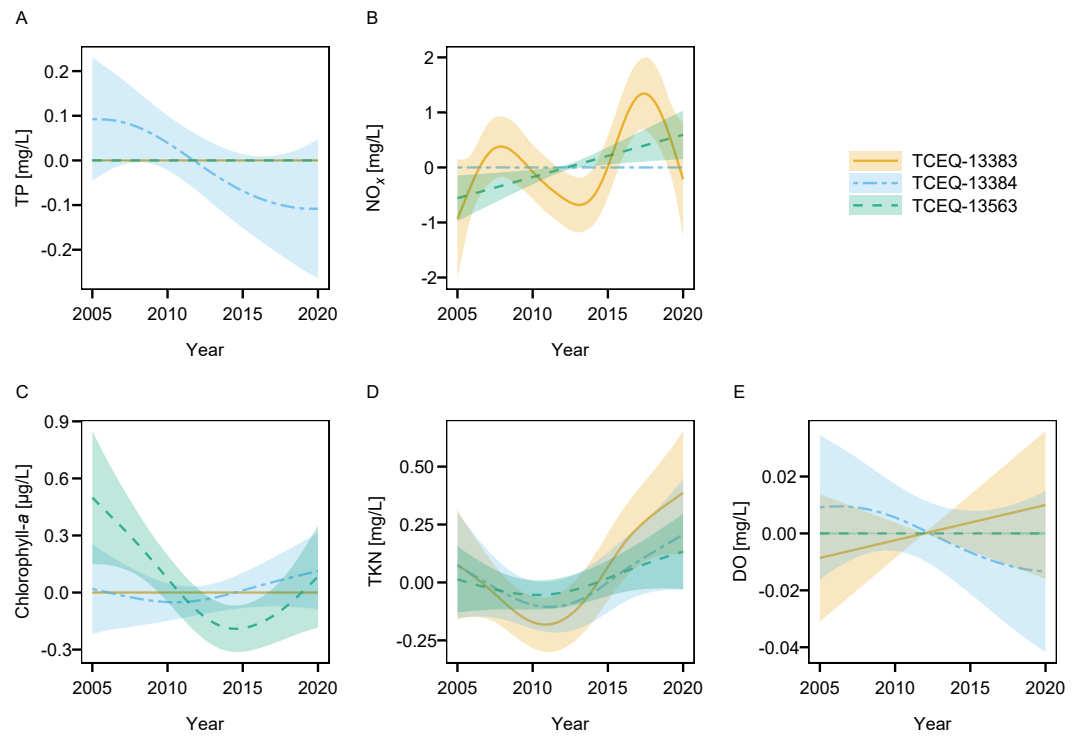 A
TP [mg/L]
0.2
0.1
0.0
-0.1
-0.2
2005 2010 2015 2020
Year
B
NOx [mg/L]
2
1
0
-1
-2
2005 2010 2015 2020
Year
TCEQ-13383
TCEQ-13384
TCEQ-13563
C
Chlorophyll-a [µg/L]
0.9
0.6
0.3
0.0
-0.3
2005 2010 2015 2020
Year
D
TKN [mg/L]
0.50
0.25
0.00
-0.25
2005 2010 2015 2020
Year
E
DO [mg/L]
0.02
0.00
-0.02
-0.04
2005 2010 2015 2020
Year